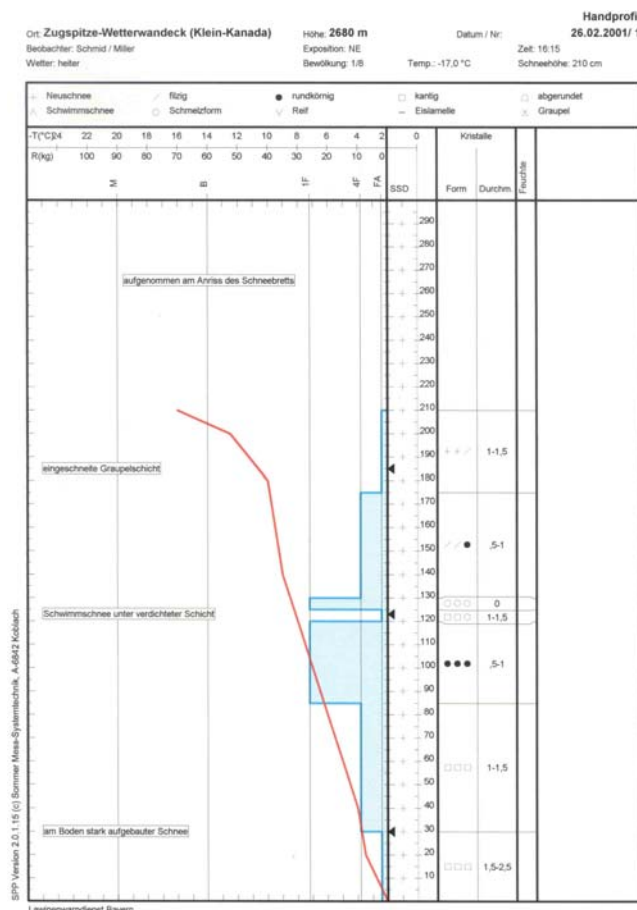 Handprofi
Ort: Zugspitze-Wetterwandeck (Klein-Kanada) Höhe: 2680 m Datum / Nr: 26.02.2001/ 1
Beobachter: Schmid / Miller Exposition: NE Zeit: 16:15
Wetter: heiter Bewölkung: 1/8 Temp.: -17,0 °C Schneehöhe: 210 cm
+ Neuschnee / filzig ● rundkörnig □ kantig □ abgerundet
∧ Schwimmschnee ○ Schmelzform ∨ Reif – Eislamelle Graupel
-T(°C)24 22 20 18 16 14 12 10 8 6 4 2 0 Kristalle
R(kg) 100 90 80 70 60 50 40 30 20 10 0
M B 1F 4F FA SSD Form Durchm. Feuchte
290
280
270
aufgenommen am Anriss des Schneebretts 260
250
240
230
220
210
200
190 + + / 1-1,5
eingeschneite Graupelschicht
180
170
160
150 / / ● ,5-1
140
130
□ □ □ 0
Schwimmschnee unter verdichteter Schicht 120 □ □ □ 1-1,5
110
100 ● ● ● ,5-1
90
80
70
60 □ □ □ 1-1,5
50
40
am Boden stark aufgebauter Schnee 30
20
□ □ □ 1,5-2,5
10
SPP Version 2.0.1.15 (c) Sommer Mess-Systemtechnik, A-6842 Koblach
Lawinenwarndienst Bayern